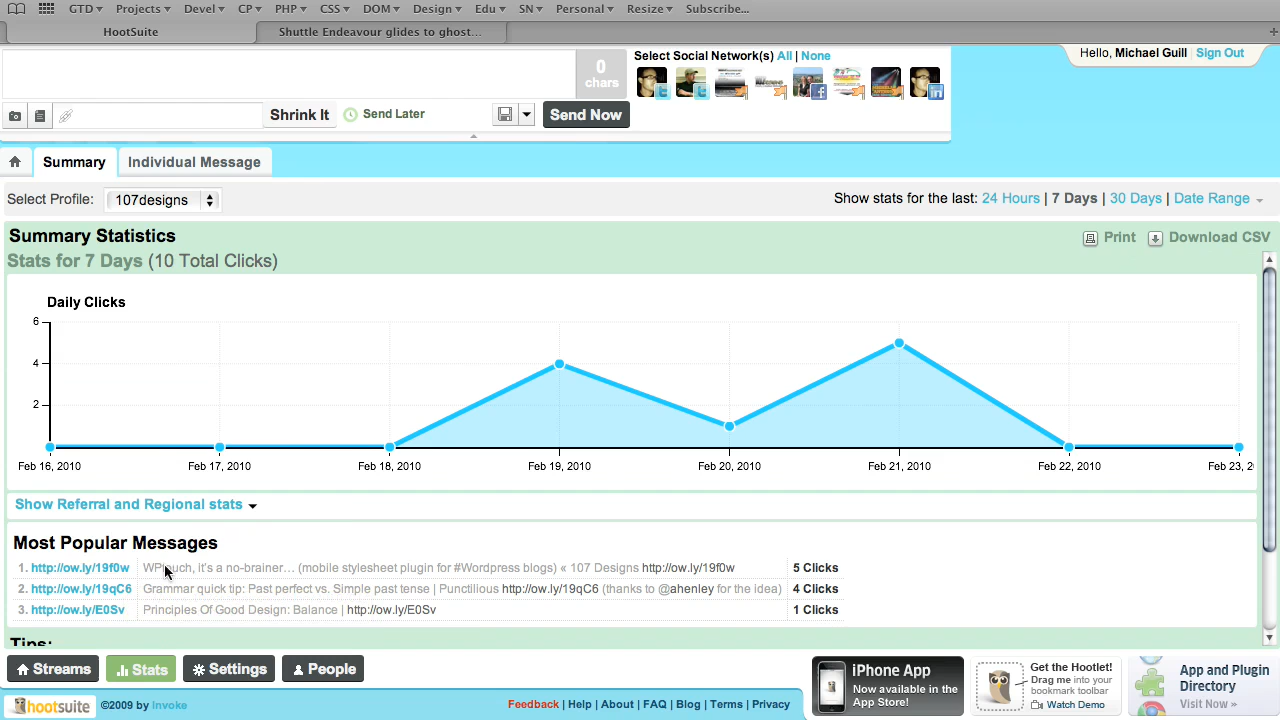 GTD Projects Devel CP PHP CSS DOM Design Edu SN Personal Resize Subscribe...
HootSuite Shuttle Endeavour glides to ghost...
Hello, Michael Guill | Sign Out
0 chars
Select Social Network(s) All | None
Shrink It Send Later Send Now
Summary Individual Message
Select Profile: 107designs Show stats for the last: 24 Hours | 7 Days | 30 Days | Date Range
Summary Statistics Print Download CSV
Stats for 7 Days (10 Total Clicks)
Daily Clicks
6
4
2
Feb 16, 2010 Feb 17, 2010 Feb 18, 2010 Feb 19, 2010 Feb 20, 2010 Feb 21, 2010 Feb 22, 2010 Feb 23, 2
Show Referral and Regional stats
Most Popular Messages
1. http://ow.ly/19f0w WPtouch, it's a no-brainer... (mobile stylesheet plugin for #Wordpress blogs) « 107 Designs http://ow.ly/19f0w 5 Clicks
2. http://ow.ly/19qC6 Grammar quick tip: Past perfect vs. Simple past tense | Punctilious http://ow.ly/19qC6 (thanks to @ahenley for the idea) 4 Clicks
3. http://ow.ly/E0Sv Principles Of Good Design: Balance | http://ow.ly/E0Sv 1 Clicks
Tips:
Streams Stats Settings People
iPhone App
Now available in the
App Store!
Get the Hootlet!
Drag me into your
bookmark toolbar
Watch Demo
App and Plugin
Directory
Visit Now »
hootsuite ©2009 by Invoke Feedback | Help | About | FAQ | Blog | Terms | Privacy